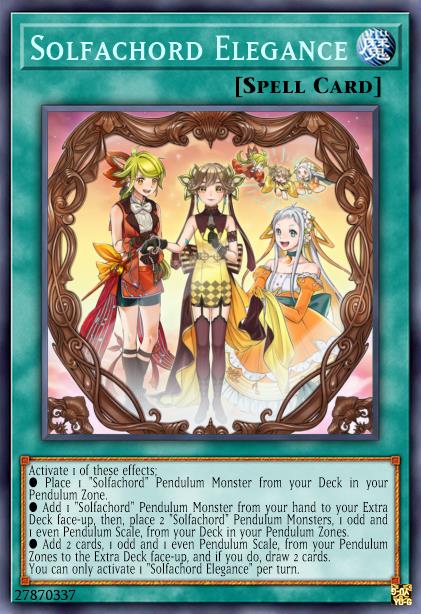 SOLFACHORD ELEGANCE
魔
[SPELL CARD]
Activate 1 of these effects;
● Place 1 "Solfachord" Pendulum Monster from your Deck in your
Pendulum Zone.
● Add 1 "Solfachord" Pendulum Monster from your hand to your Extra
Deck face-up, then, place 2 "Solfachord" Pendulum Monsters, 1 odd and
1 even Pendulum Scale, from your Deck in your Pendulum Zones.
● Add 2 cards, 1 odd and 1 even Pendulum Scale, from your Pendulum
Zones to the Extra Deck face-up, and if you do, draw 2 cards.
You can only activate 1 "Solfachord Elegance" per turn.
27870337